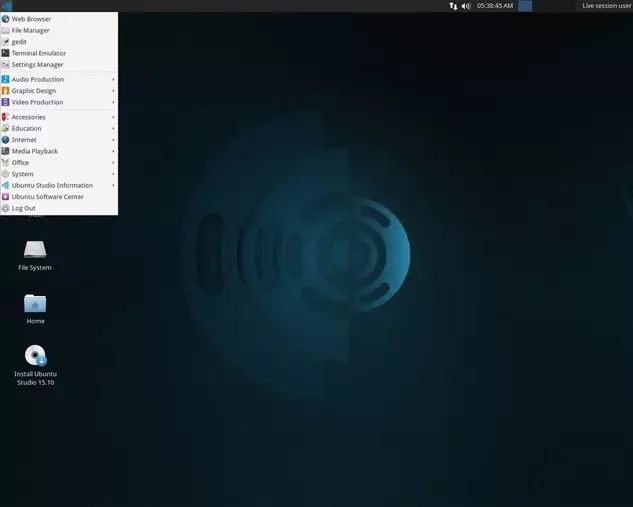 05:38:45 AM
Live session user
Web Browser
File Manager
gedit
Terminal Emulator
Settings Manager
Audio Production
Graphic Design
Video Production
Accessories
Education
Internet
Media Playback
Office
System
Ubuntu Studio Information
Ubuntu Software Center
Log Out
File System
Home
Install Ubuntu
Studio 15.10